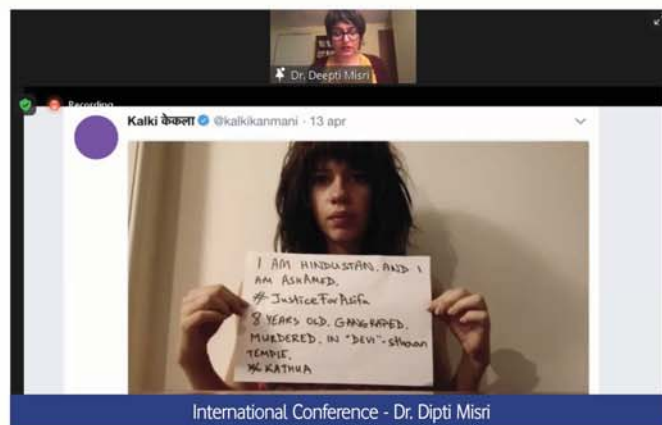 Dr. Deepti Misri
Recording
Kalki केकला @kalkikanmani · 13 apr
I AM HINDUSTAN. AND I
AM ASHAMED.
# JusticeForAsifa
8 YEARS OLD. GANGRAPED.
MURDERED. IN "DEVI"-sthaan
TEMPLE.
KATHUA
International Conference - Dr. Dipti Misri